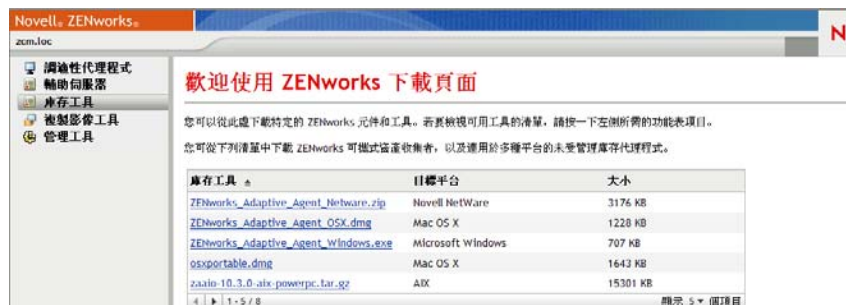 Novell® ZENworks®
N
zcm.loc
調適性代理程式
輔助伺服器
庫存工具
複製影像工具
管理工具
歡迎使用 ZENworks 下載頁面
您可以從此處下載特定的 ZENworks 元件和工具。若要檢視可用工具的清單，請按一下左側所需的功能表項目。
您可從下列清單中下載 ZENworks 可攜式資產收集者，以及適用於多種平台的未受管理庫存代理程式。
庫存工具 目標平台 大小
ZENworks_Adaptive_Agent_Netware.zip Novell NetWare 3176 KB
ZENworks_Adaptive_Agent_OSX.dmg Mac OS X 1228 KB
ZENworks_Adaptive_Agent_Windows.exe Microsoft Windows 707 KB
osxportable.dmg Mac OS X 1643 KB
zaaio-10.3.0-aix-powerpc.tar.gz AIX 15301 KB
1 - 5 / 8 顯示 5 個項目